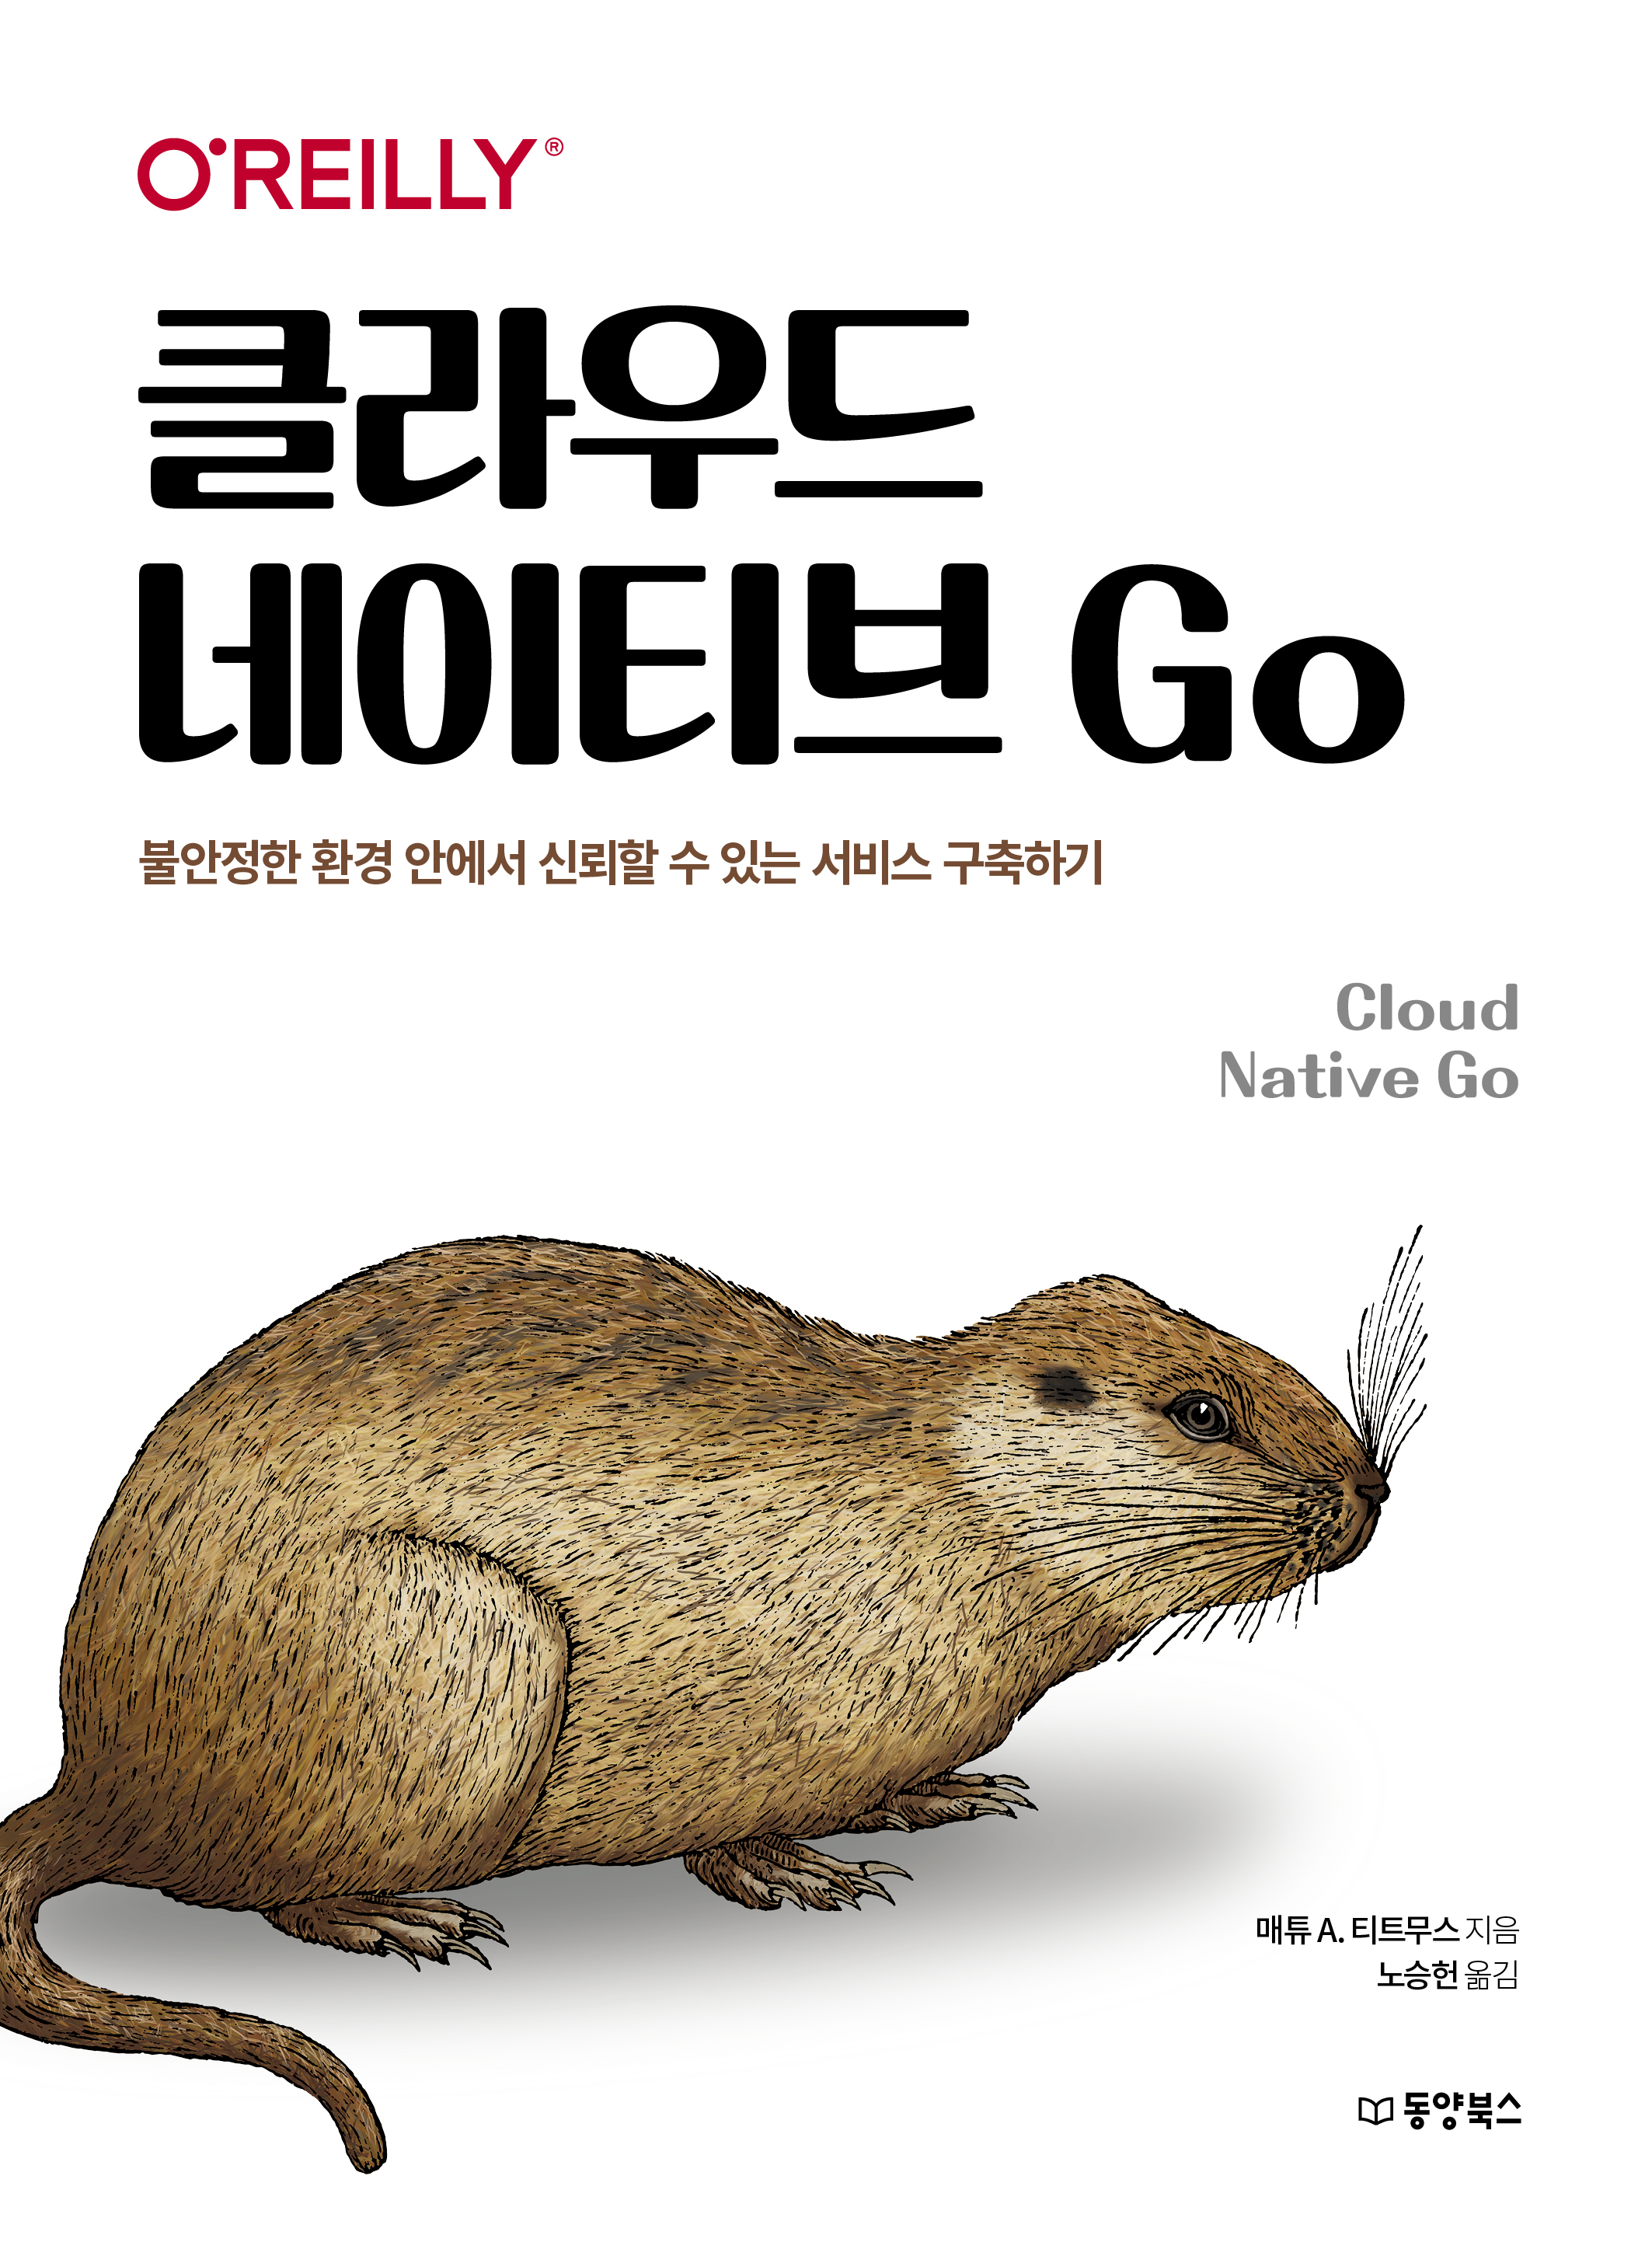 O'REILLY®
클라우드
네이티브 Go
불안정한 환경 안에서 신뢰할 수 있는 서비스 구축하기
Cloud
Native Go
매튜 A. 티트무스 지음
노승헌 옮김
동양북스